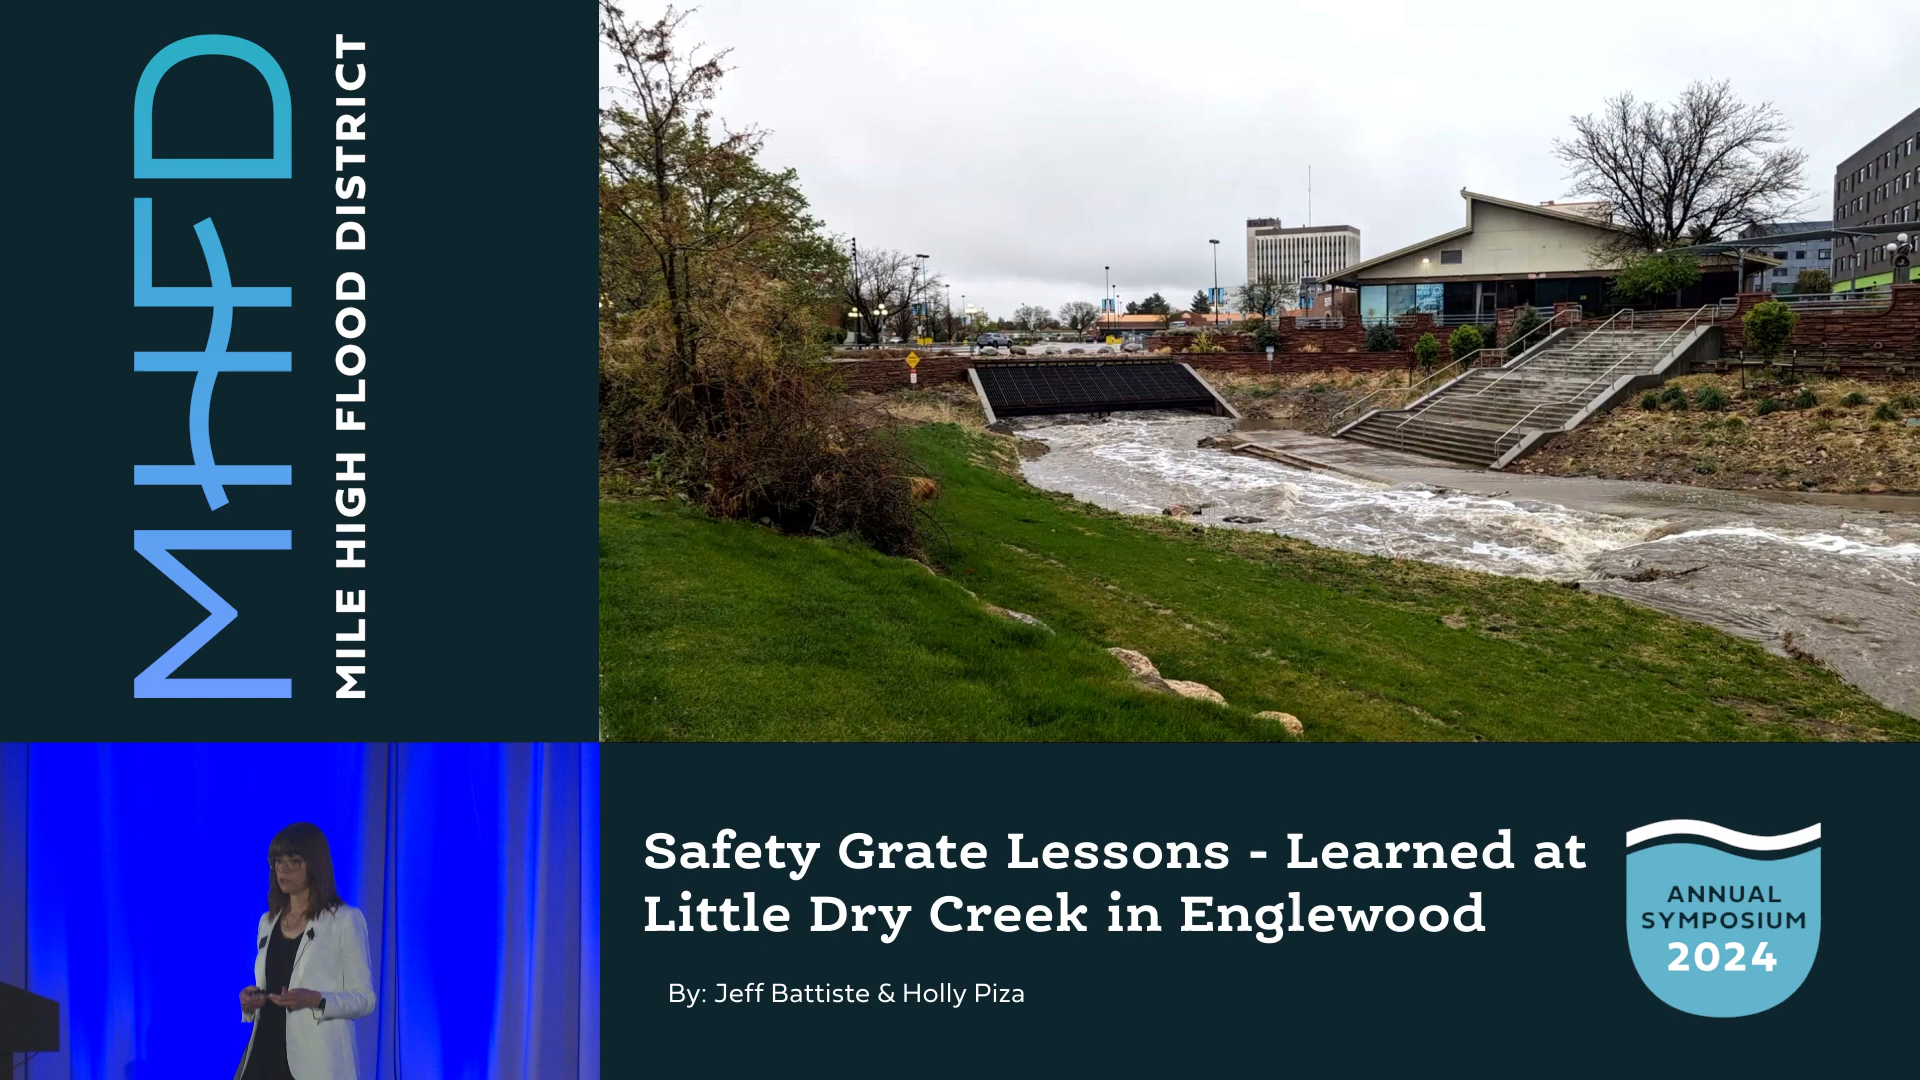 MHFD
MILE HIGH FLOOD DISTRICT
Safety Grate Lessons - Learned at
Little Dry Creek in Englewood
By: Jeff Battiste & Holly Piza
ANNUAL
SYMPOSIUM
2024